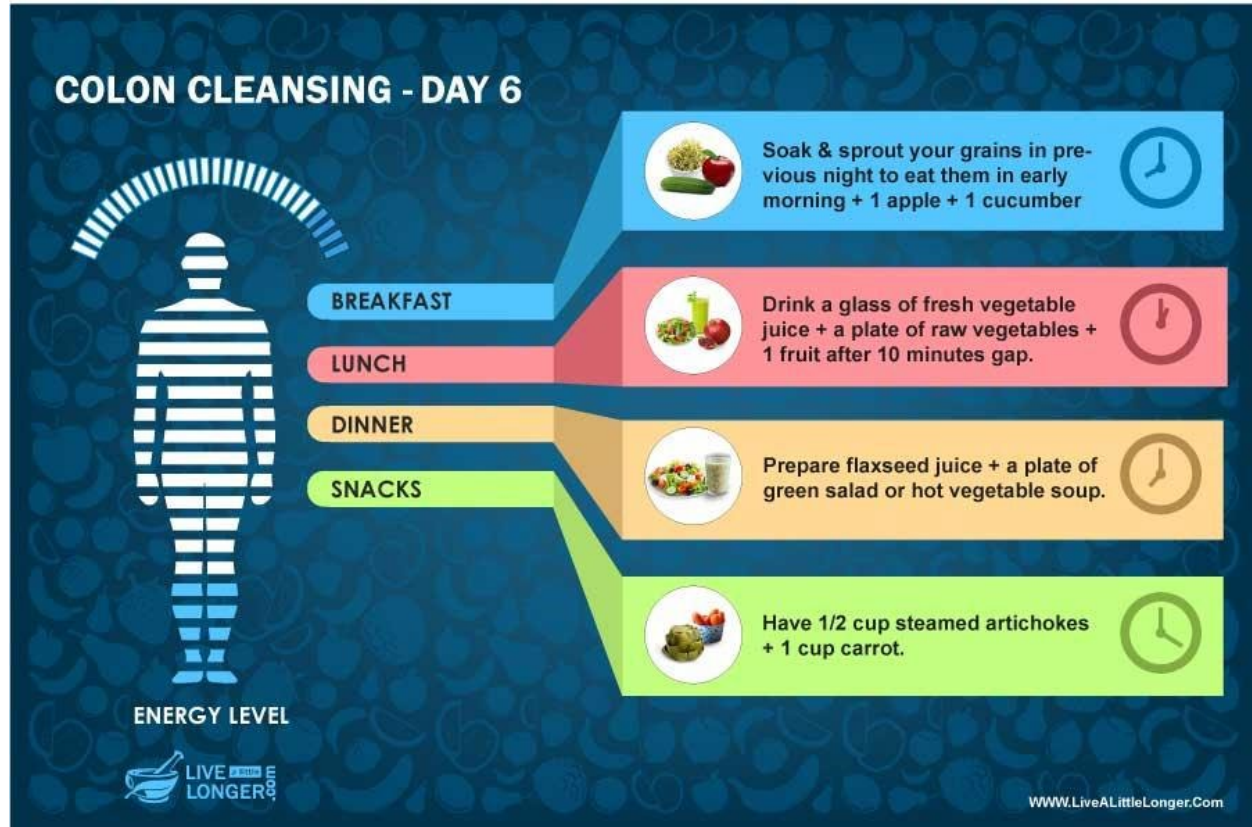 COLON CLEANSING - DAY 6
BREAKFAST
Soak & sprout your grains in pre-
vious night to eat them in early
morning + 1 apple + 1 cucumber
LUNCH
Drink a glass of fresh vegetable
juice + a plate of raw vegetables +
1 fruit after 10 minutes gap.
DINNER
Prepare flaxseed juice + a plate of
green salad or hot vegetable soup.
SNACKS
Have 1/2 cup steamed artichokes
+ 1 cup carrot.
ENERGY LEVEL
LIVE a little
LONGER.com
WWW.LiveALittleLonger.Com